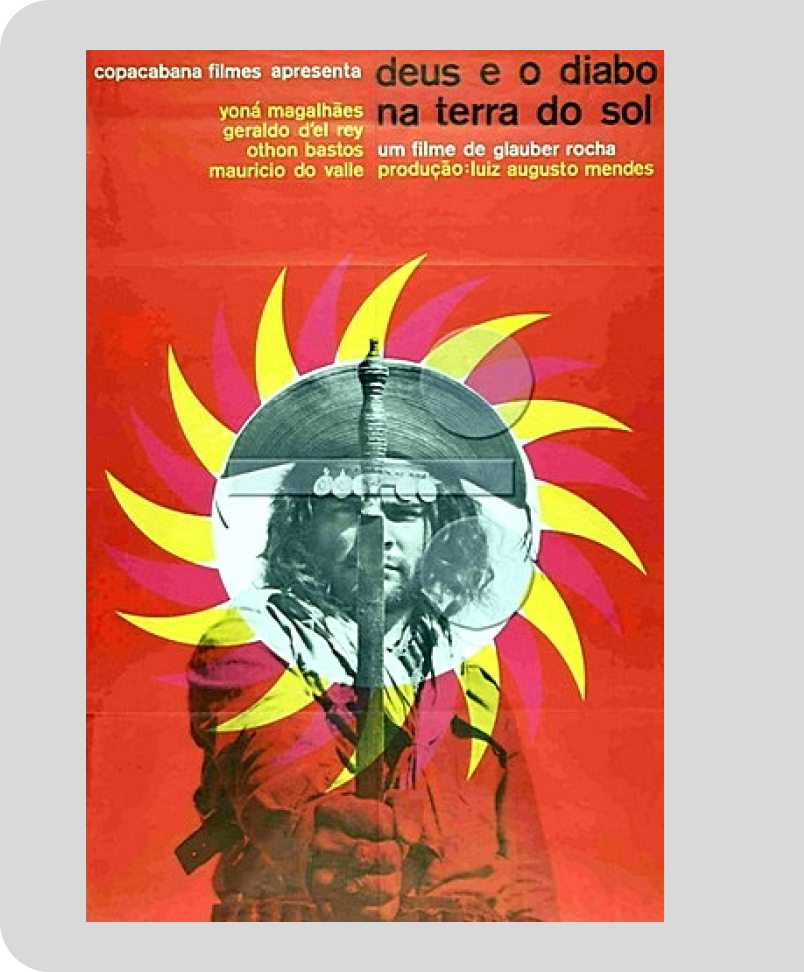 copacabana filmes apresenta
deus e o diabo
na terra do sol
yoná magalhães
geraldo d'el rey
othon bastos
mauricio do valle
um filme de glauber rocha
produção:luiz augusto mendes